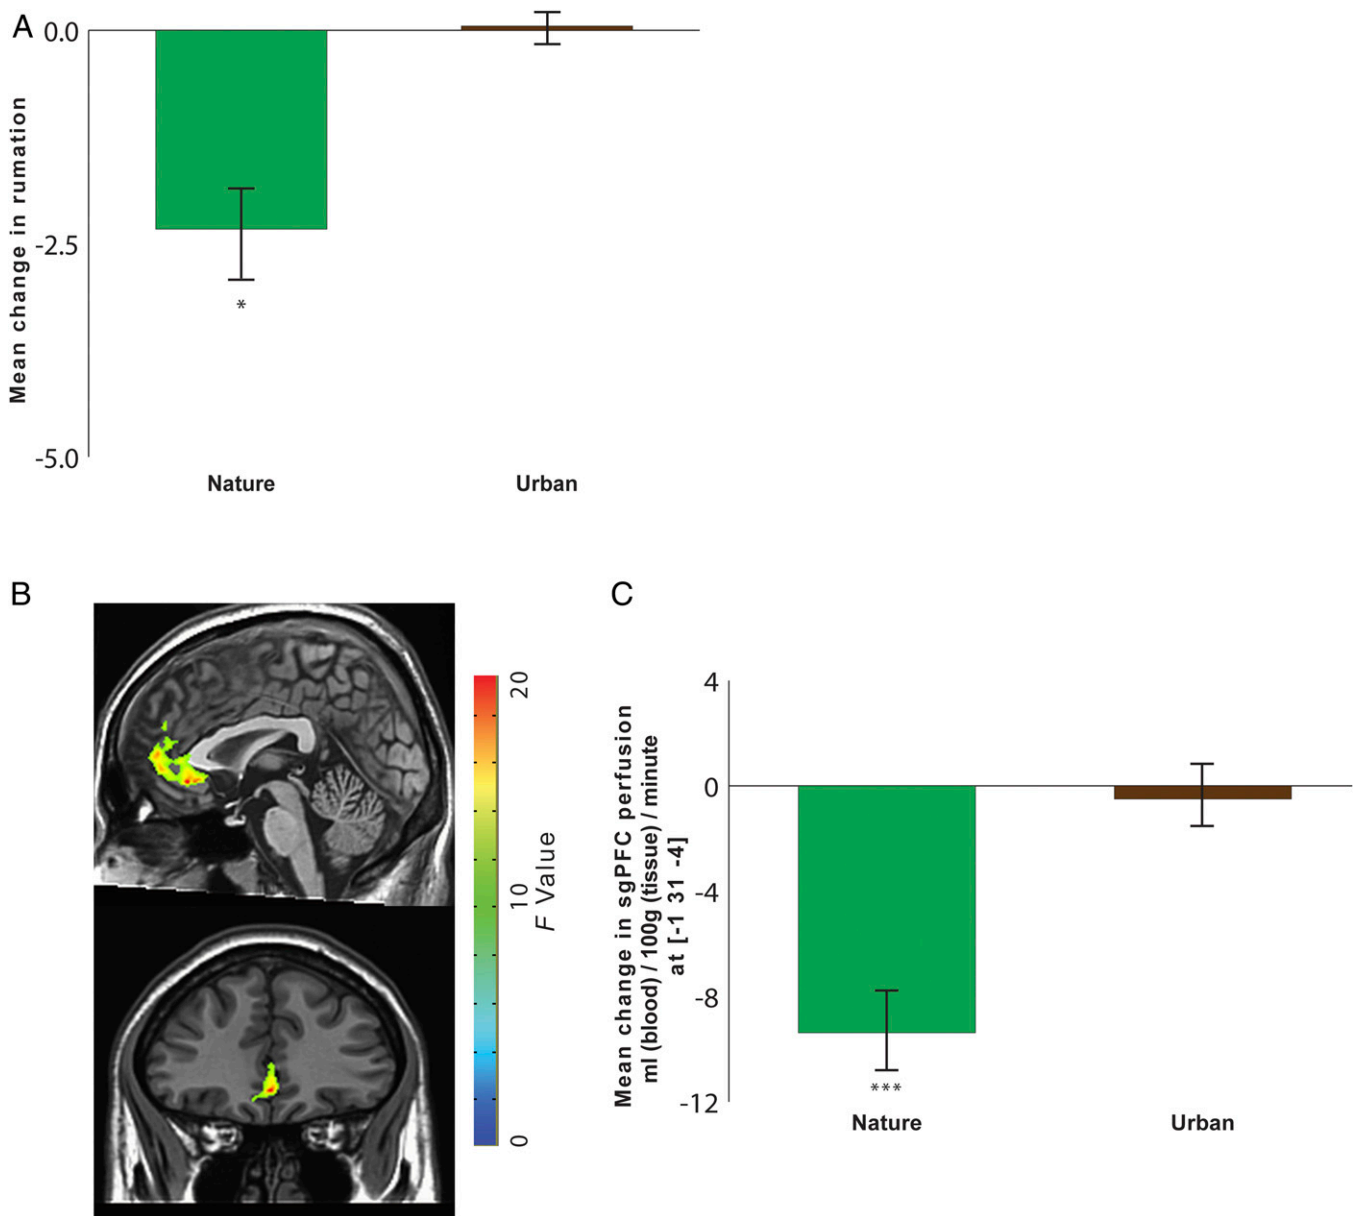 A
0.0
-2.5
-5.0
Mean change in rumation
*
Nature
Urban
B
20
10
0
F Value
C
4
0
-4
-8
-12
Mean change in sgPFC perfusion
ml (blood) / 100g (tissue) / minute
at [-1 31 -4]
***
Nature
Urban